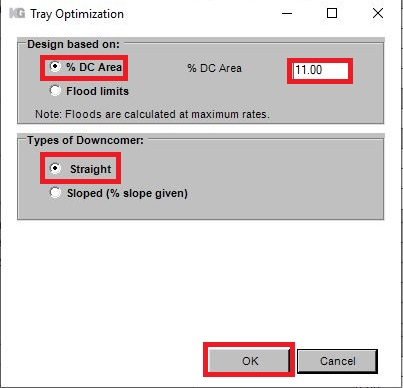 KG Tray Optimization
Design based on:
% DC Area % DC Area 11.00
Flood limits
Note: Floods are calculated at maximum rates.
Types of Downcomer:
Straight
Sloped (% slope given)
OK Cancel